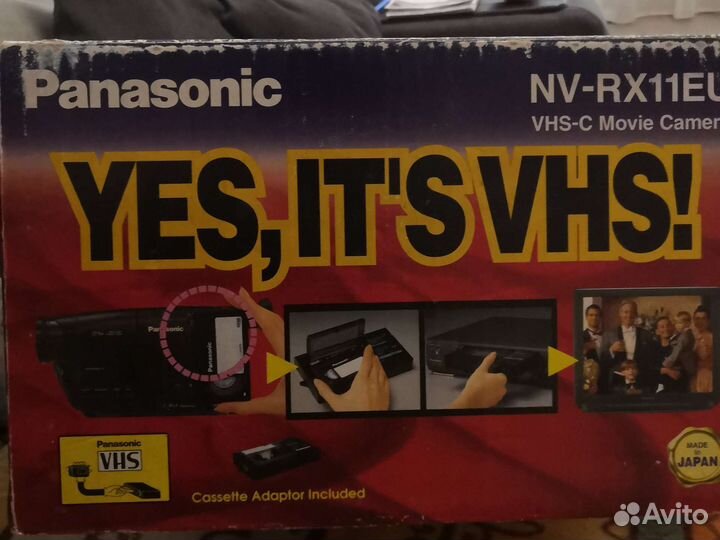 Panasonic
NV-RX11EU
VHS-C Movie Camer
YES, IT'S VHS!
Panasonic
Panasonic
Panasonic
VHS
Cassette Adaptor Included
MADE
in
JAPAN
Avito